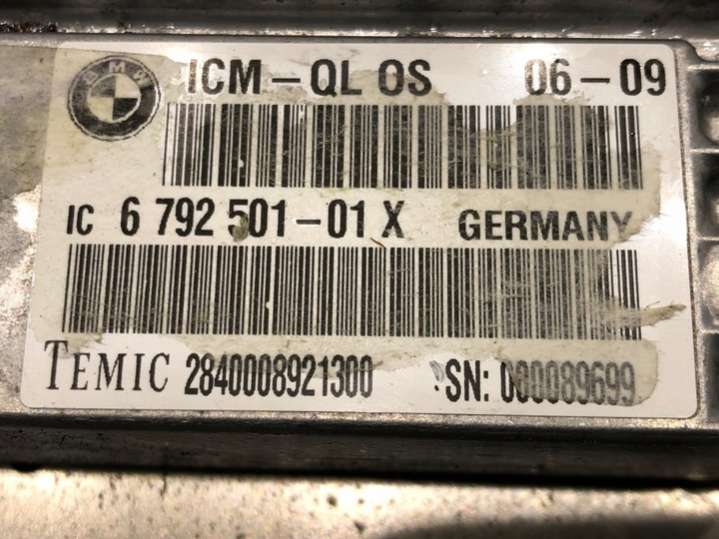 BMW ICM-QL OS 06-09
IC 6 792 501-01 X GERMANY
TEMIC 2840008921300 SN: 000089699